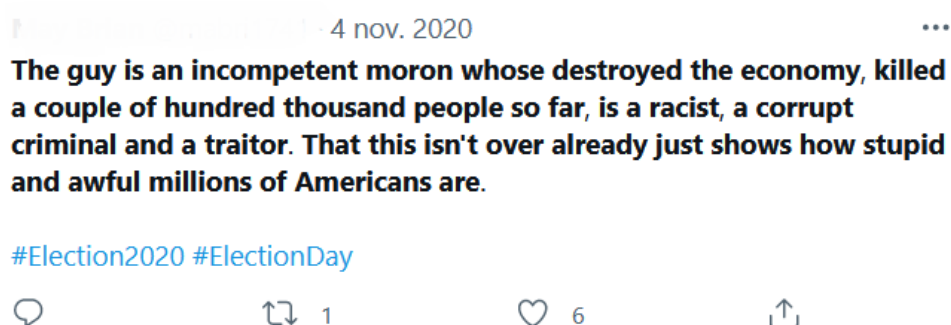 · 4 nov. 2020
The guy is an incompetent moron whose destroyed the economy, killed
a couple of hundred thousand people so far, is a racist, a corrupt
criminal and a traitor. That this isn't over already just shows how stupid
and awful millions of Americans are.
#Election2020 #ElectionDay
1 6